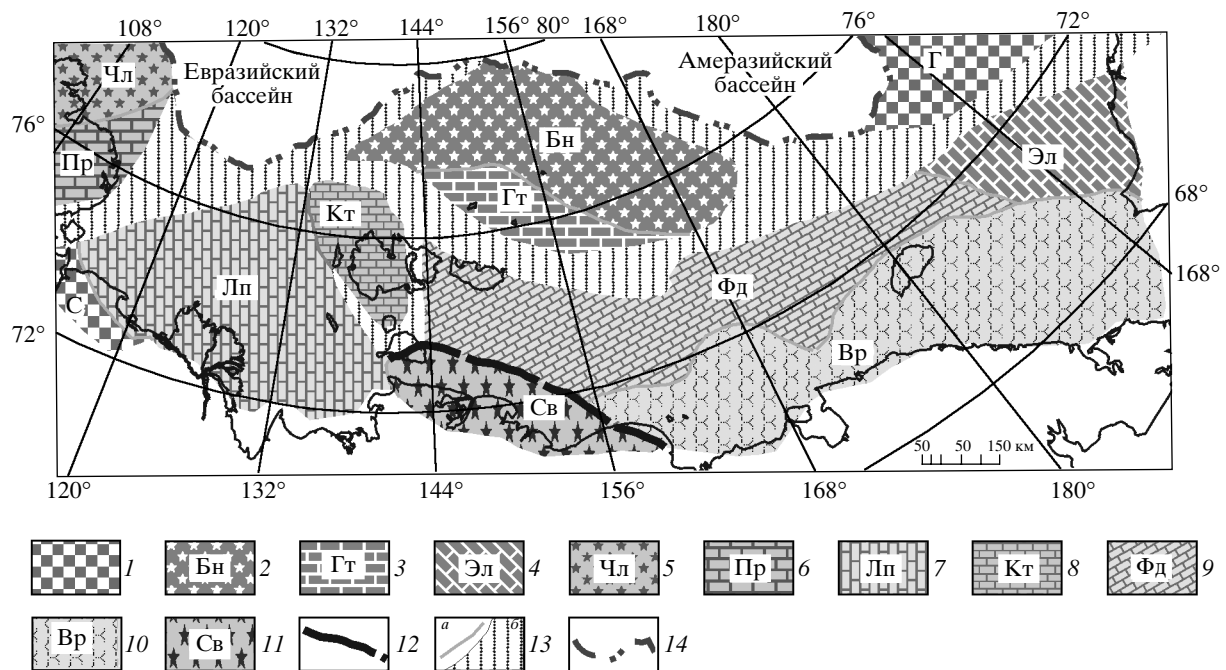 108° 120° 132° 144° 156° 80° 168° 180° 76° 72°
Чл
Евразийский
бассейн
Амеразийский
бассейн
Г
76°
Пр
Бн
Эл
Кт
Гт
68°
Лп
Фд
168°
С
72°
Вр
Св
50 50 150 км
120° 132° 144° 156° 168° 180°
1 Бн 2 Гт 3 Эл 4 Чл 5 Пр 6 Лп 7 Кт 8 Фд 9
Вр 10 Св 11 12 а б 13 14